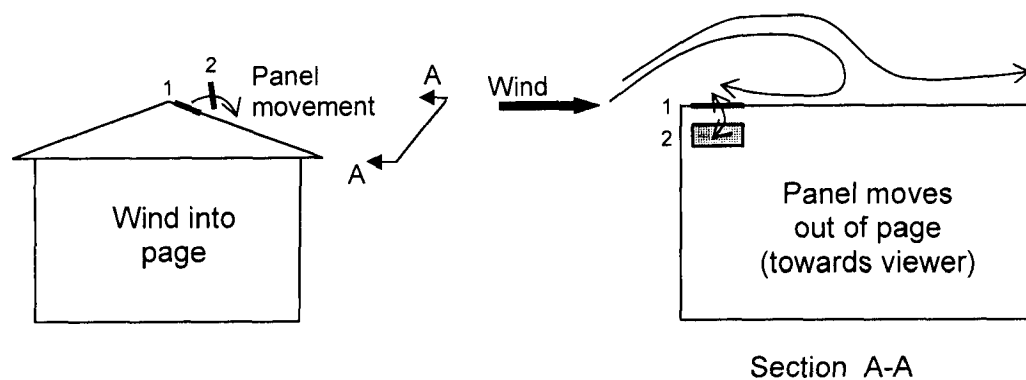 1
2
Panel
movement
Wind into
page
A
A
Wind
1
2
Panel moves
out of page
(towards viewer)
Section A-A